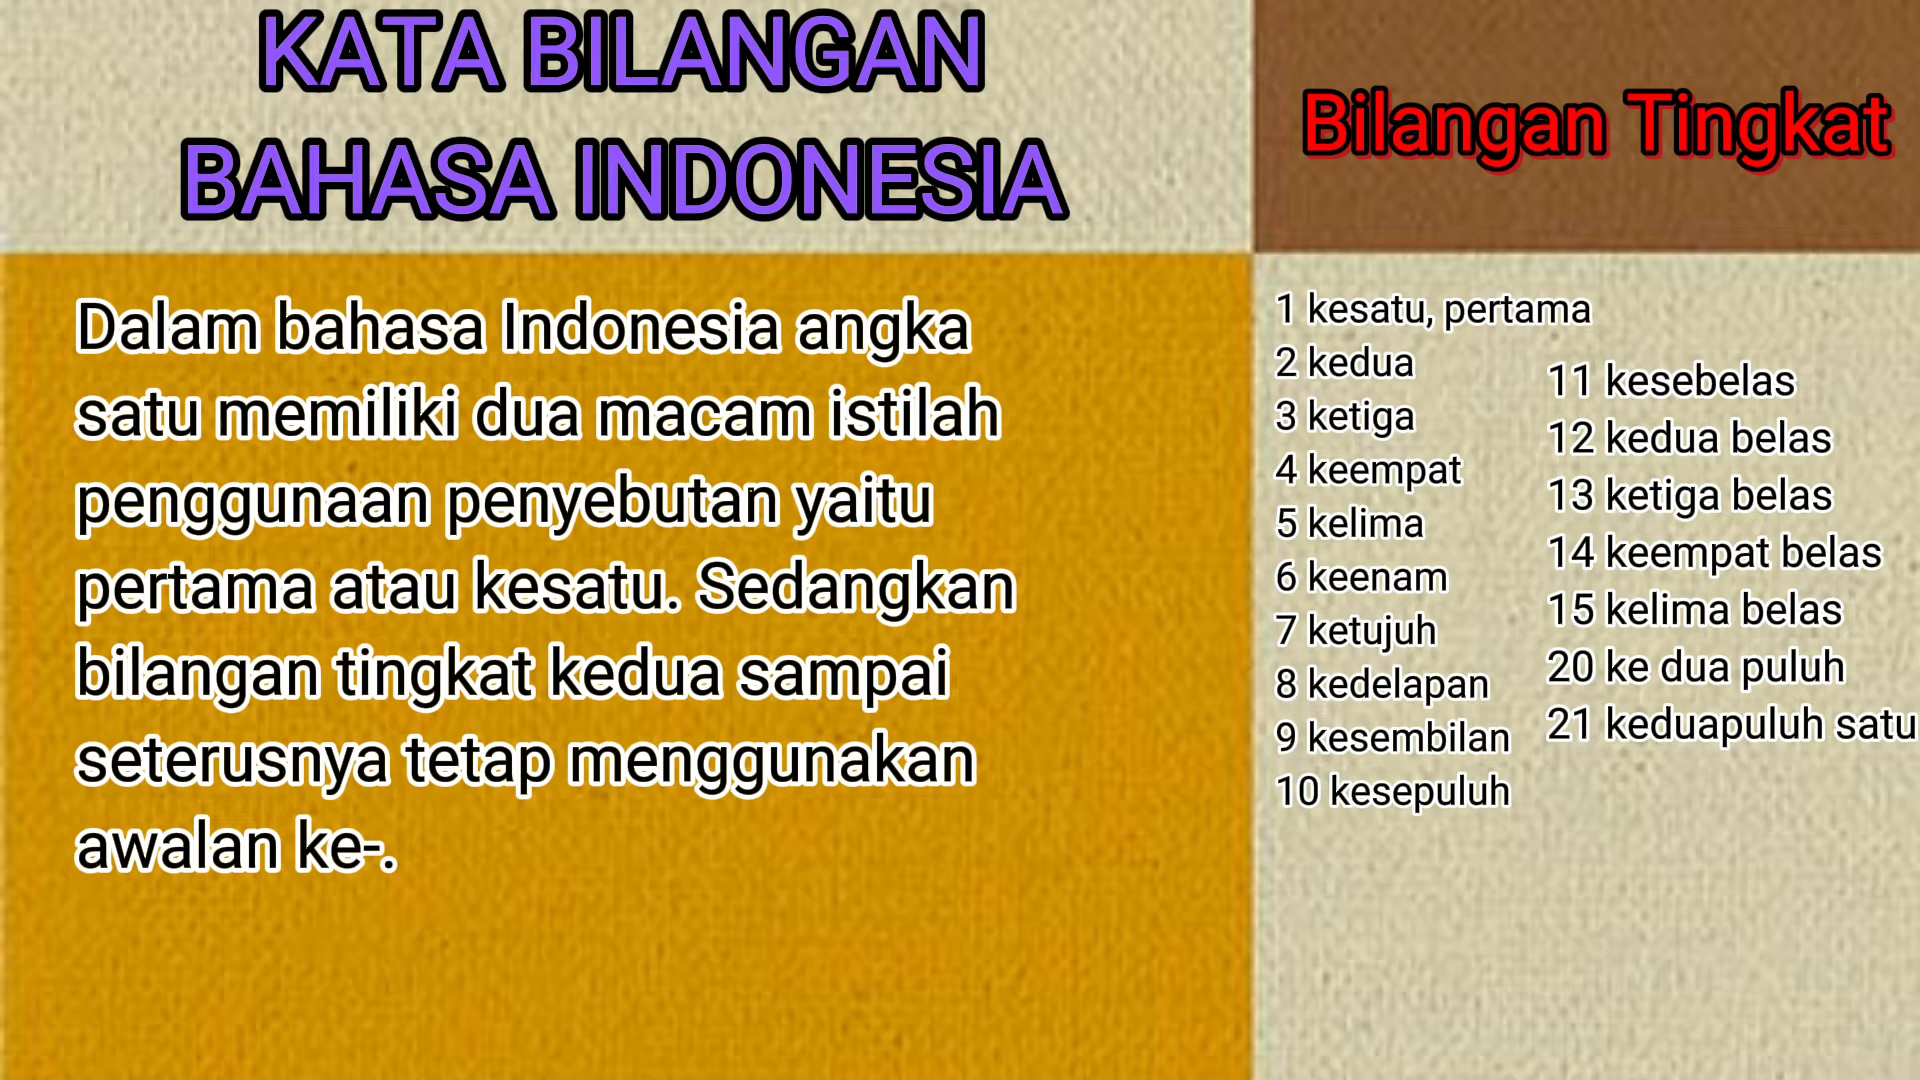 KATA BILANGAN
BAHASA INDONESIA
Dalam bahasa Indonesia angka
satu memiliki dua macam istilah
penggunaan penyebutan yaitu
pertama atau kesatu. Sedangkan
bilangan tingkat kedua sampai
seterusnya tetap menggunakan
awalan ke-.
Bilangan Tingkat
1 kesatu, pertama
2 kedua
3 ketiga
4 keempat
5 kelima
6 keenam
7 ketujuh
8 kedelapan
9 kesembilan
10 kesepuluh
11 kesebelas
12 kedua belas
13 ketiga belas
14 keempat belas
15 kelima belas
20 ke dua puluh
21 keduapuluh satu